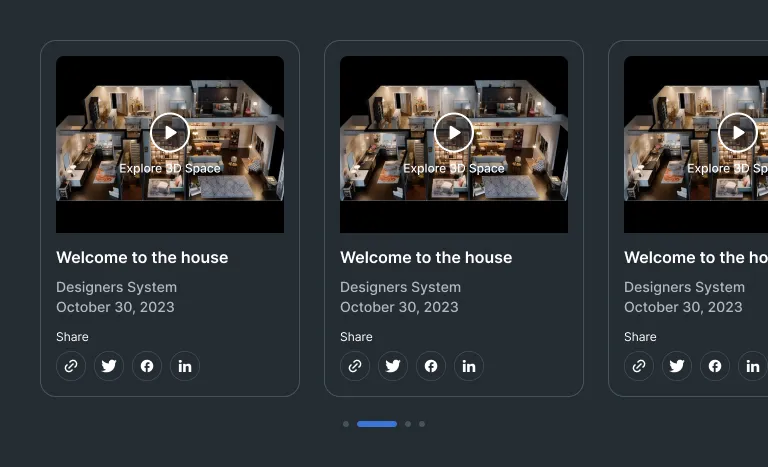 Explore 3D Space
Welcome to the house
Designers System
October 30, 2023
Share
Explore 3D Space
Welcome to the house
Designers System
October 30, 2023
Share
Explore 3D Sp
Welcome to the ho
Designers System
October 30, 2023
Share